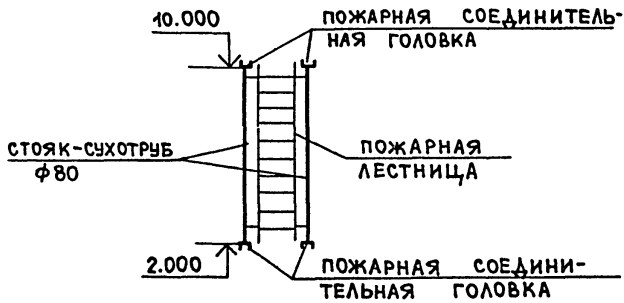 10.000
ПОЖАРНАЯ СОЕДИНИТЕЛЬ-
НАЯ ГОЛОВКА
СТОЯК-СУХОТРУБ
ф80
ПОЖАРНАЯ
ЛЕСТНИЦА
2.000
ПОЖАРНАЯ СОЕДИНИ-
ТЕЛЬНАЯ ГОЛОВКА